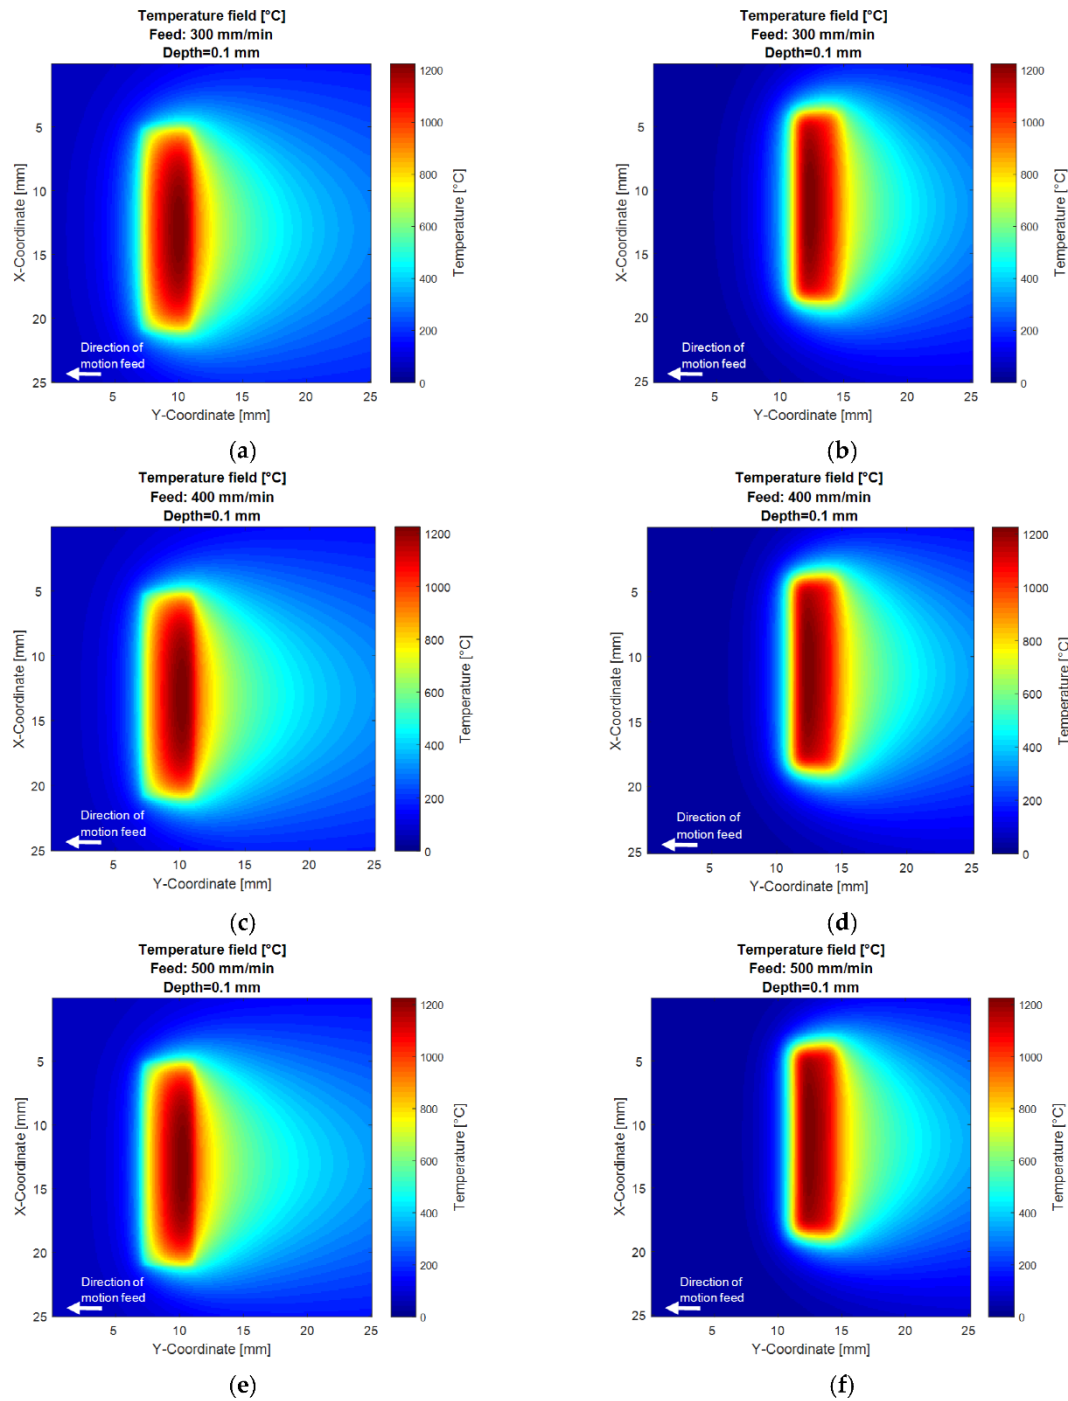 Temperature field [°C]
Feed: 300 mm/min
Depth=0.1 mm
5
10
15
20
25
X-Coordinate [mm]
Direction of
motion feed
5
10
15
20
25
Y-Coordinate [mm]
1200
1000
800
600
400
200
0
Temperature [°C]
(a)
Temperature field [°C]
Feed: 300 mm/min
Depth=0.1 mm
5
10
15
20
25
X-Coordinate [mm]
Direction of
motion feed
5
10
15
20
25
Y-Coordinate [mm]
1200
1000
800
600
400
200
0
Temperature [°C]
(b)
Temperature field [°C]
Feed: 400 mm/min
Depth=0.1 mm
5
10
15
20
25
X-Coordinate [mm]
Direction of
motion feed
5
10
15
20
25
Y-Coordinate [mm]
1200
1000
800
600
400
200
0
Temperature [°C]
(c)
Temperature field [°C]
Feed: 400 mm/min
Depth=0.1 mm
5
10
15
20
25
X-Coordinate [mm]
Direction of
motion feed
5
10
15
20
25
Y-Coordinate [mm]
1200
1000
800
600
400
200
0
Temperature [°C]
(d)
Temperature field [°C]
Feed: 500 mm/min
Depth=0.1 mm
5
10
15
20
25
X-Coordinate [mm]
Direction of
motion feed
5
10
15
20
25
Y-Coordinate [mm]
1200
1000
800
600
400
200
0
Temperature [°C]
(e)
Temperature field [°C]
Feed: 500 mm/min
Depth=0.1 mm
5
10
15
20
25
X-Coordinate [mm]
Direction of
motion feed
5
10
15
20
25
Y-Coordinate [mm]
1200
1000
800
600
400
200
0
Temperature [°C]
(f)